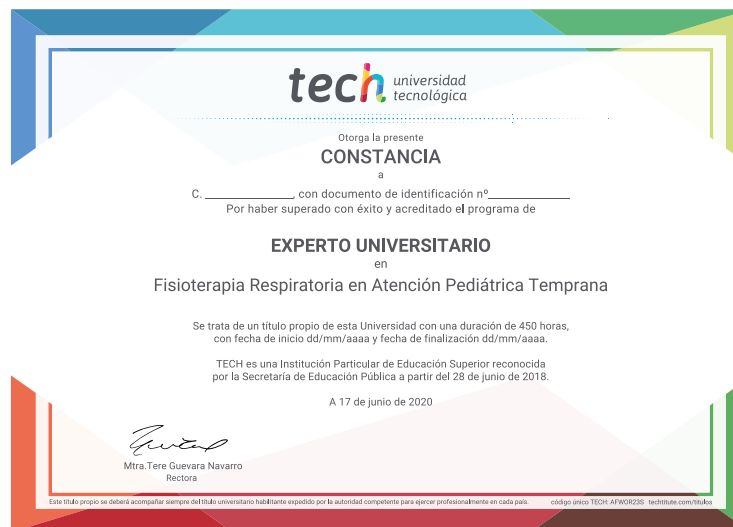 tech universidad
tecnológica
Otorga la presente
CONSTANCIA
a
C. ________________, con documento de identificación nº______________
Por haber superado con éxito y acreditado el programa de
EXPERTO UNIVERSITARIO
en
Fisioterapia Respiratoria en Atención Pediátrica Temprana
Se trata de un título propio de esta Universidad con una duración de 450 horas,
con fecha de inicio dd/mm/aaaa y fecha de finalización dd/mm/aaaa.
TECH es una Institución Particular de Educación Superior reconocida
por la Secretaría de Educación Pública a partir del 28 de junio de 2018.
A 17 de junio de 2020
Mtra.Tere Guevara Navarro
Rectora
Este título propio se deberá acompañar siempre del título universitario habilitante expedido por la autoridad competente para ejercer profesionalmente en cada país. código único TECH: AFWOR23S techtitute.com/titulos